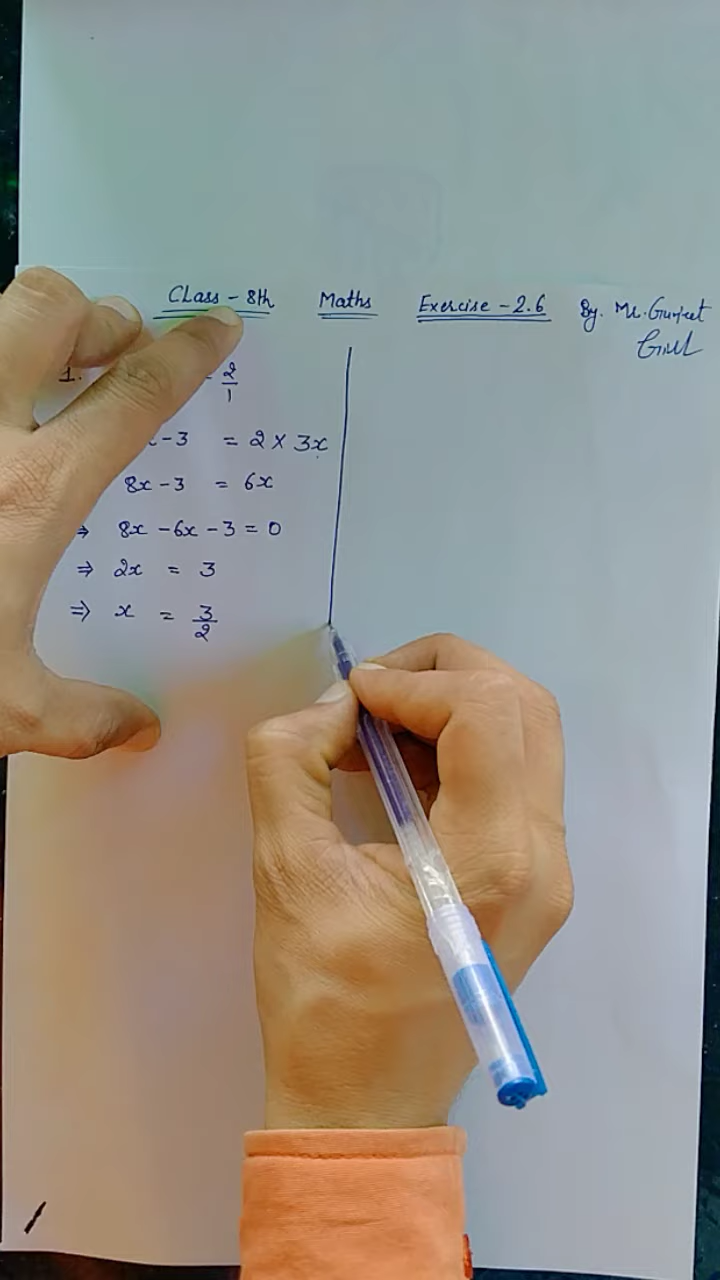 CLass - 8th Maths Exercise - 2.6 By. Mr. Gurjeet Gill
1. 2/1
-3 = 2 × 3x
8x - 3 = 6x
⇒ 8x - 6x - 3 = 0
⇒ 2x = 3
⇒ x = 3/2